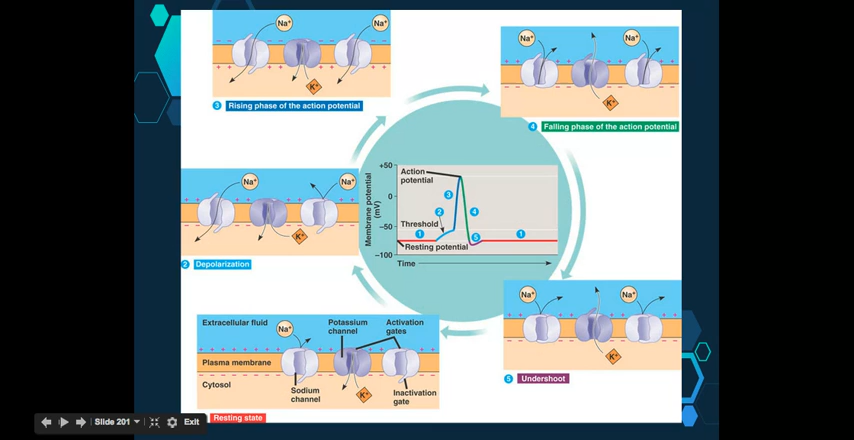 Na⁺
Na⁺
K⁺
3 Rising phase of the action potential
Na⁺
Na⁺
K⁺
4 Falling phase of the action potential
Na⁺
Na⁺
K⁺
2 Depolarization
+50
0
−50
−100
Membrane potential
(mV)
Action
potential
3
2
4
Threshold
1
5
1
Resting potential
Time
Na⁺
Na⁺
K⁺
5 Undershoot
Extracellular fluid
Na⁺
Potassium
channel
Activation
gates
Plasma membrane
Cytosol
Sodium
channel
K⁺
Inactivation
gate
Resting state
Slide 201
Exit